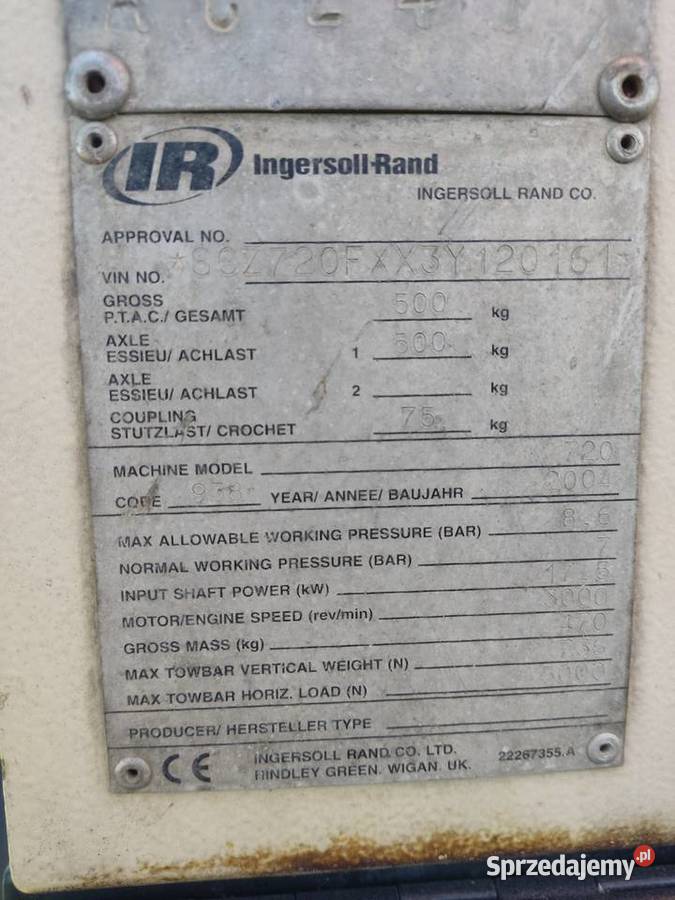 IR Ingersoll-Rand
INGERSOLL RAND CO.
APPROVAL NO.
VIN NO.
GROSS 500
P.T.A.C./ GESAMT kg
AXLE 500
ESSIEU/ ACHLAST 1 kg
AXLE
ESSIEU/ ACHLAST 2 kg
COUPLING 75
STUTZLAST/ CROCHET kg
MACHINE MODEL 720
CODE YEAR/ ANNEE/ BAUJAHR 2004
MAX ALLOWABLE WORKING PRESSURE (BAR) 8,6
NORMAL WORKING PRESSURE (BAR) 7
INPUT SHAFT POWER (kW)
MOTOR/ENGINE SPEED (rev/min) 3000
GROSS MASS (kg)
MAX TOWBAR VERTICAL WEIGHT (N)
MAX TOWBAR HORIZ. LOAD (N)
PRODUCER/ HERSTELLER TYPE
CE INGERSOLL RAND CO. LTD. 22267355.A
HINDLEY GREEN. WIGAN. UK.
Sprzedajemy.pl